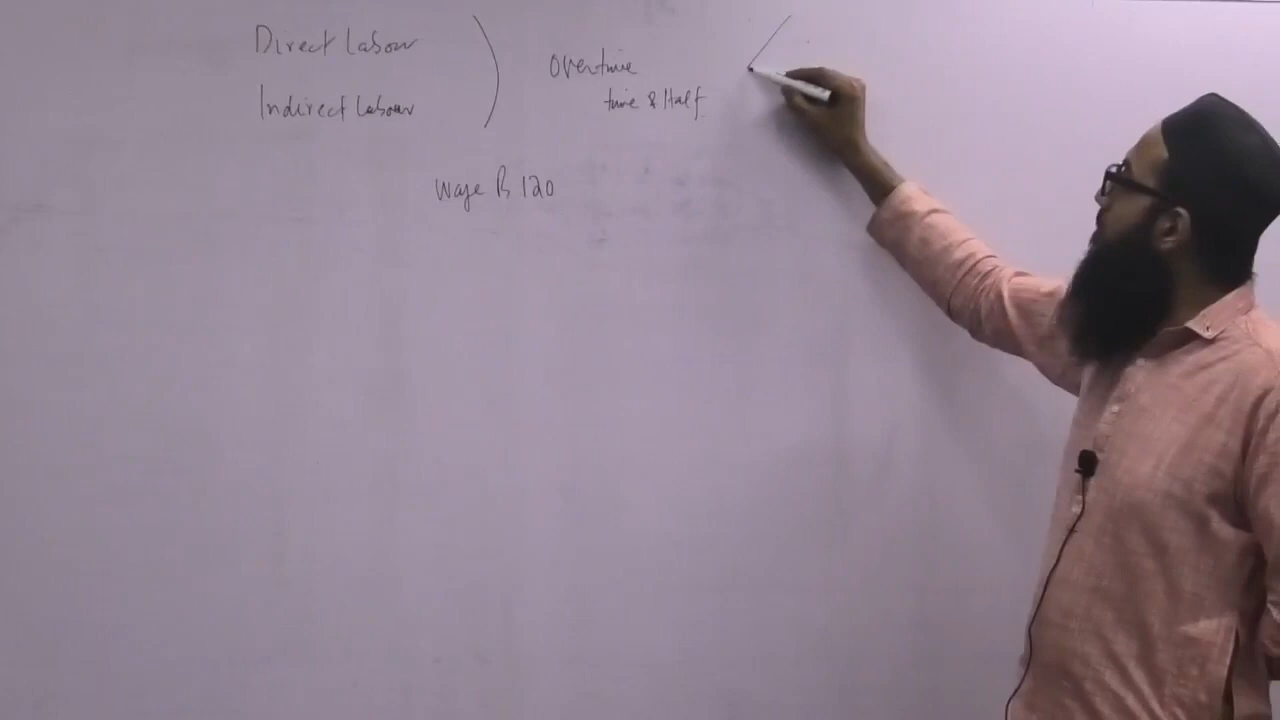 Direct Labour
Indirect Labour
overtime
time & Half
wage Rs 120